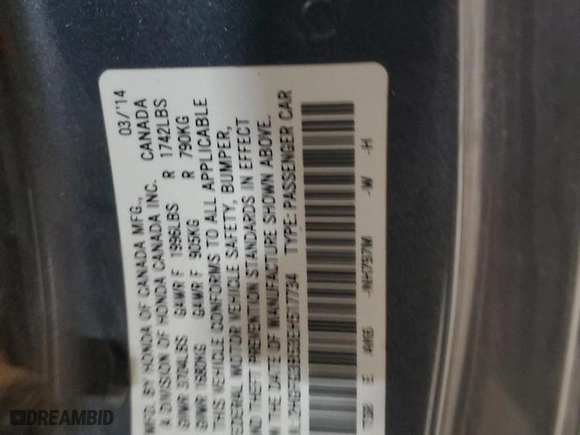 MFD. BY HONDA OF CANADA MFG., 03/'14
A DIVISION OF HONDA CANADA INC. CANADA
GVWR 3704LBS GAWR F 1996LBS R 1742LBS
GVWR 1680KG GAWR F 905KG R 790KG
THIS VEHICLE CONFORMS TO ALL APPLICABLE
FEDERAL MOTOR VEHICLE SAFETY, BUMPER,
AND THEFT PREVENTION STANDARDS IN EFFECT
ON THE DATE OF MANUFACTURE SHOWN ABOVE.
TYPE: PASSENGER CAR
-W -H
DREAMBID